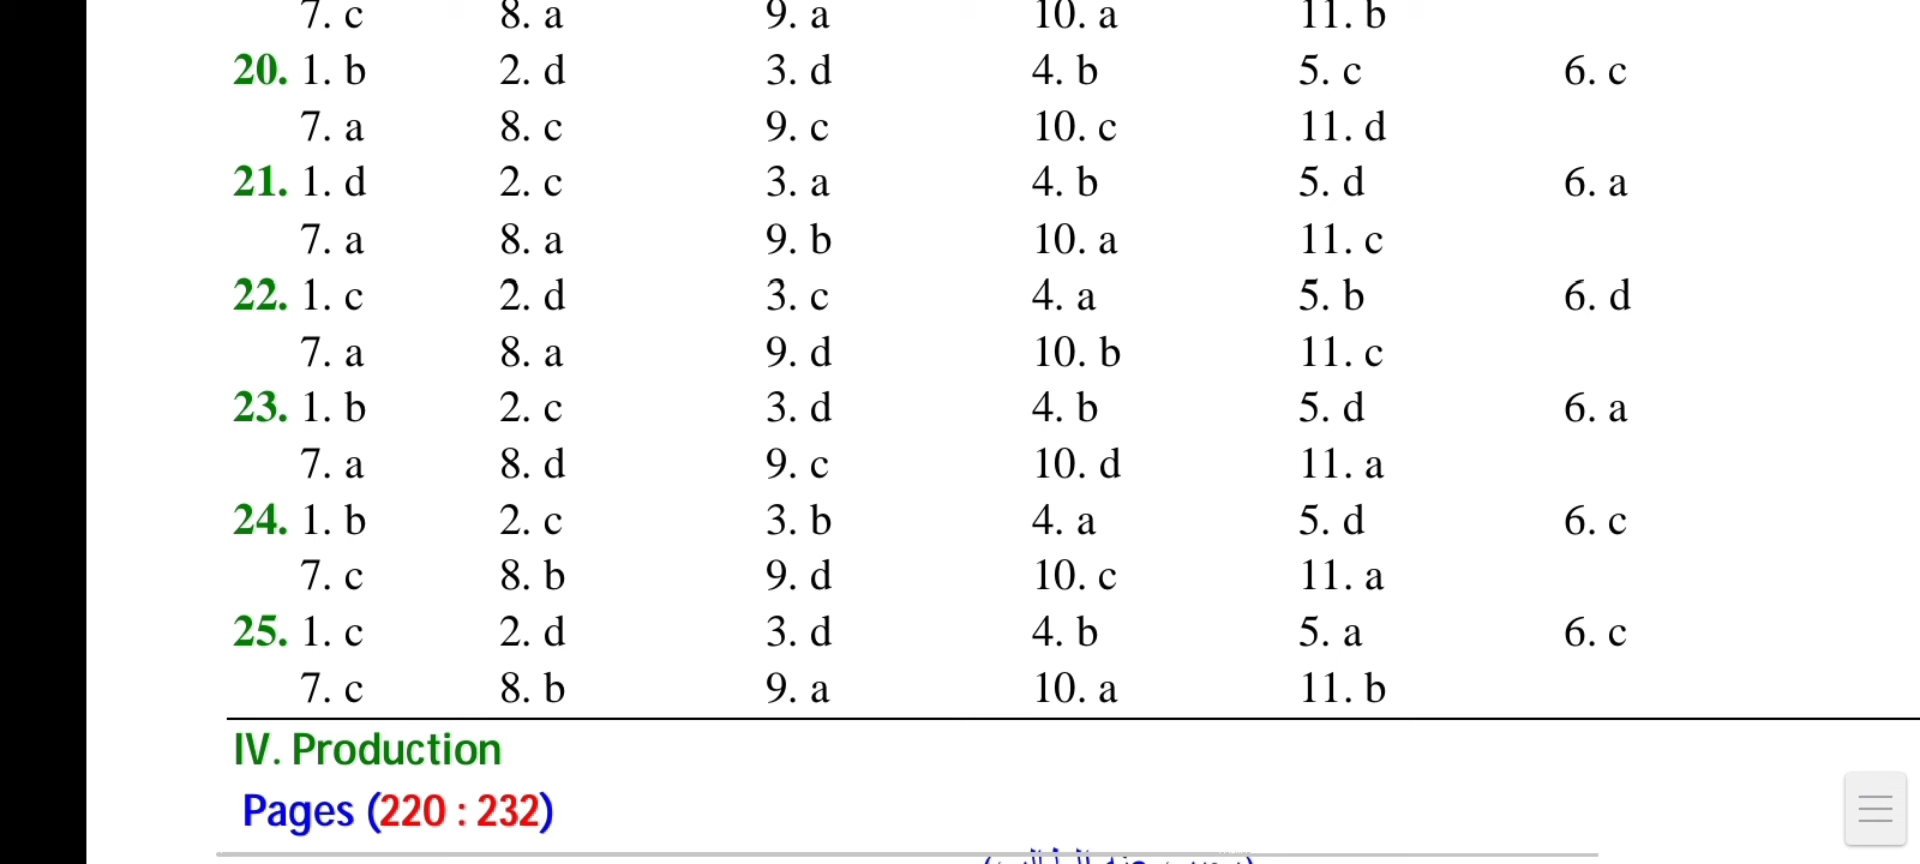 7. c 8. a 9. a 10. a 11. b
20. 1. b 2. d 3. d 4. b 5. c 6. c
7. a 8. c 9. c 10. c 11. d
21. 1. d 2. c 3. a 4. b 5. d 6. a
7. a 8. a 9. b 10. a 11. c
22. 1. c 2. d 3. c 4. a 5. b 6. d
7. a 8. a 9. d 10. b 11. c
23. 1. b 2. c 3. d 4. b 5. d 6. a
7. a 8. d 9. c 10. d 11. a
24. 1. b 2. c 3. b 4. a 5. d 6. c
7. c 8. b 9. d 10. c 11. a
25. 1. c 2. d 3. d 4. b 5. a 6. c
7. c 8. b 9. a 10. a 11. b
IV. Production
Pages (220 : 232)